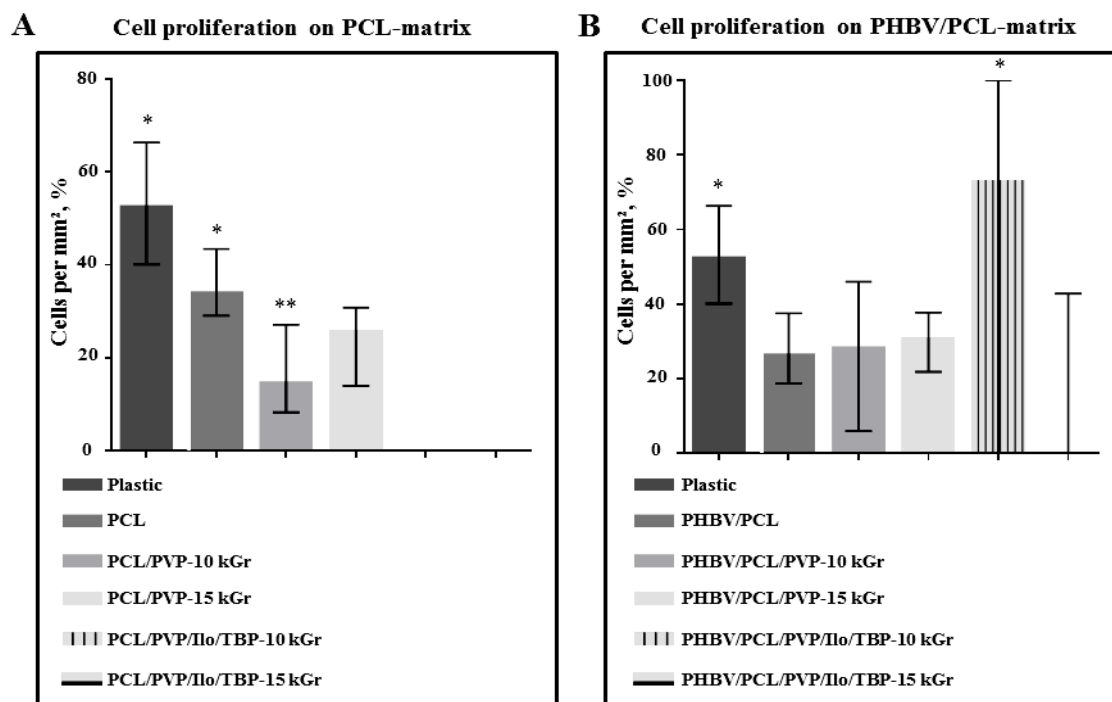 A
Cell proliferation on PCL-matrix
Cells per mm², %
80
60
40
20
0
*
*
**
Plastic
PCL
PCL/PVP-10 kGr
PCL/PVP-15 kGr
PCL/PVP/Ilo/TBP-10 kGr
PCL/PVP/Ilo/TBP-15 kGr
B
Cell proliferation on PHBV/PCL-matrix
Cells per mm², %
100
80
60
40
20
0
*
*
Plastic
PHBV/PCL
PHBV/PCL/PVP-10 kGr
PHBV/PCL/PVP-15 kGr
PHBV/PCL/PVP/Ilo/TBP-10 kGr
PHBV/PCL/PVP/Ilo/TBP-15 kGr